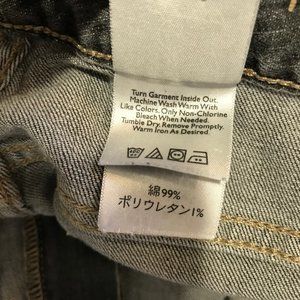 Turn Garment Inside Out.
Machine Wash Warm With
Like Colors. Only Non-Chlorine
Bleach When Needed.
Tumble Dry. Remove Promptly.
Warm Iron as Desired.
綿99%
ポリウレタン1%